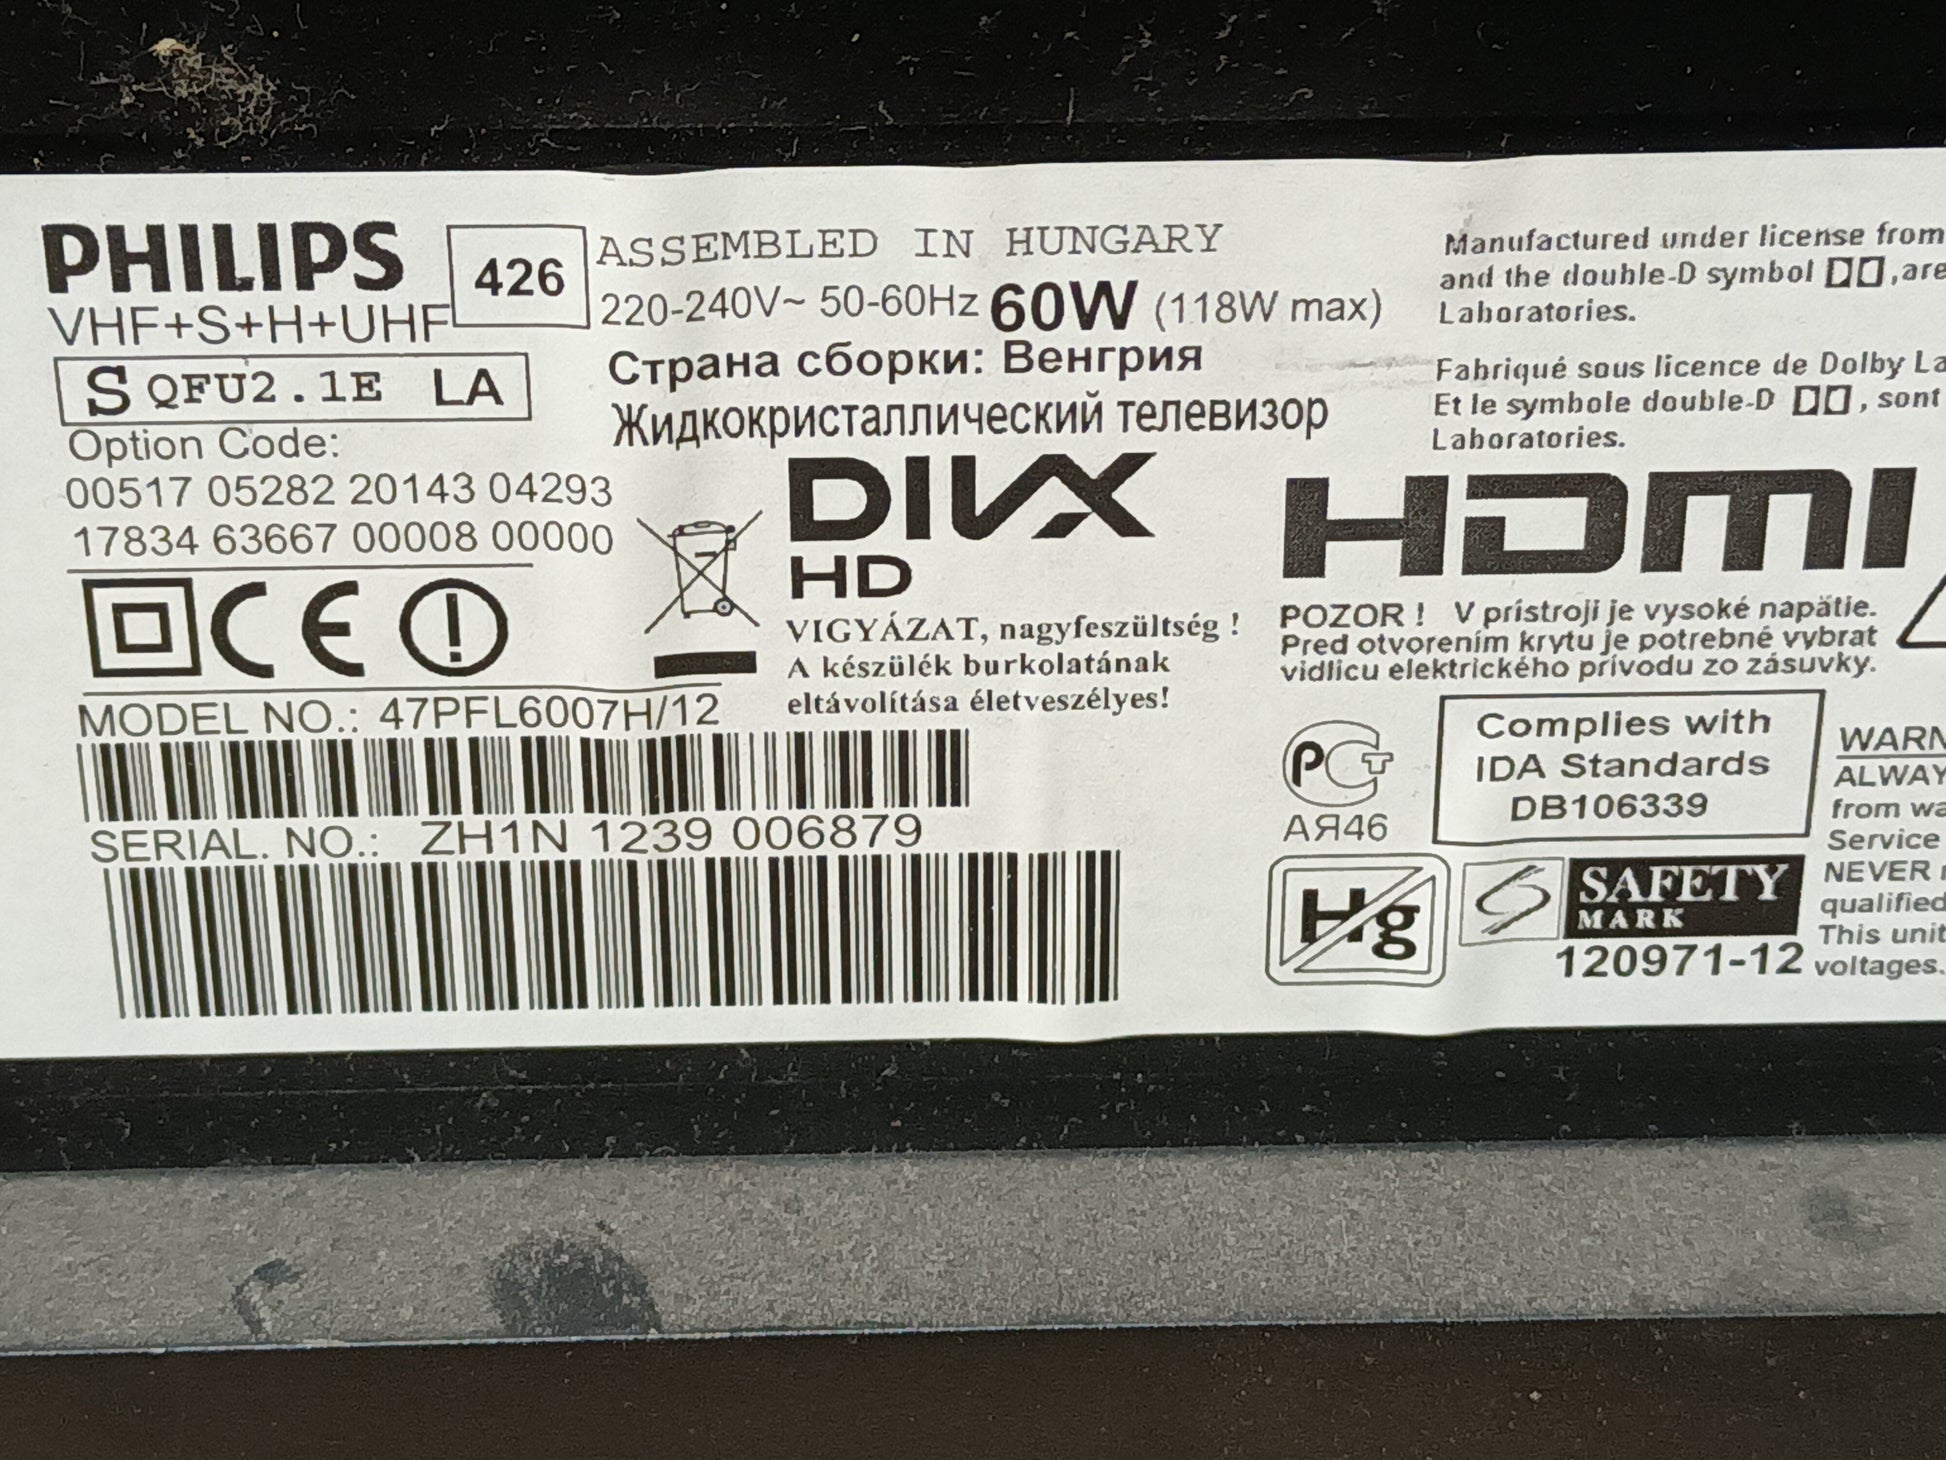 PHILIPS
VHF+S+H+UHF
426
ASSEMBLED IN HUNGARY
220-240V~ 50-60Hz 60W (118W max)
Страна сборки: Венгрия
Жидкокристаллический телевизор
S QFU2.1E LA
Option Code:
00517 05282 20143 04293
17834 63667 00008 00000
CE
DIVX
HD
VIGYÁZAT, nagyfeszültség !
A készülék burkolatának
eltávolítása életveszélyes!
MODEL NO.: 47PFL6007H/12
SERIAL. NO.: ZH1N 1239 006879
Manufactured under license from
and the double-D symbol , are
Laboratories.
Fabriqué sous licence de Dolby La
Et le symbole double-D , sont
Laboratories.
HDMI
POZOR ! V prístroji je vysoké napätie.
Pred otvorením krytu je potrebné vybrat
vidlicu elektrického prívodu zo zásuvky.
РСТ
АЯ46
Complies with
IDA Standards
DB106339
Hg
SAFETY
MARK
120971-12
WARN
ALWAY
from wa
Service
NEVER
qualified
This unit
voltages.